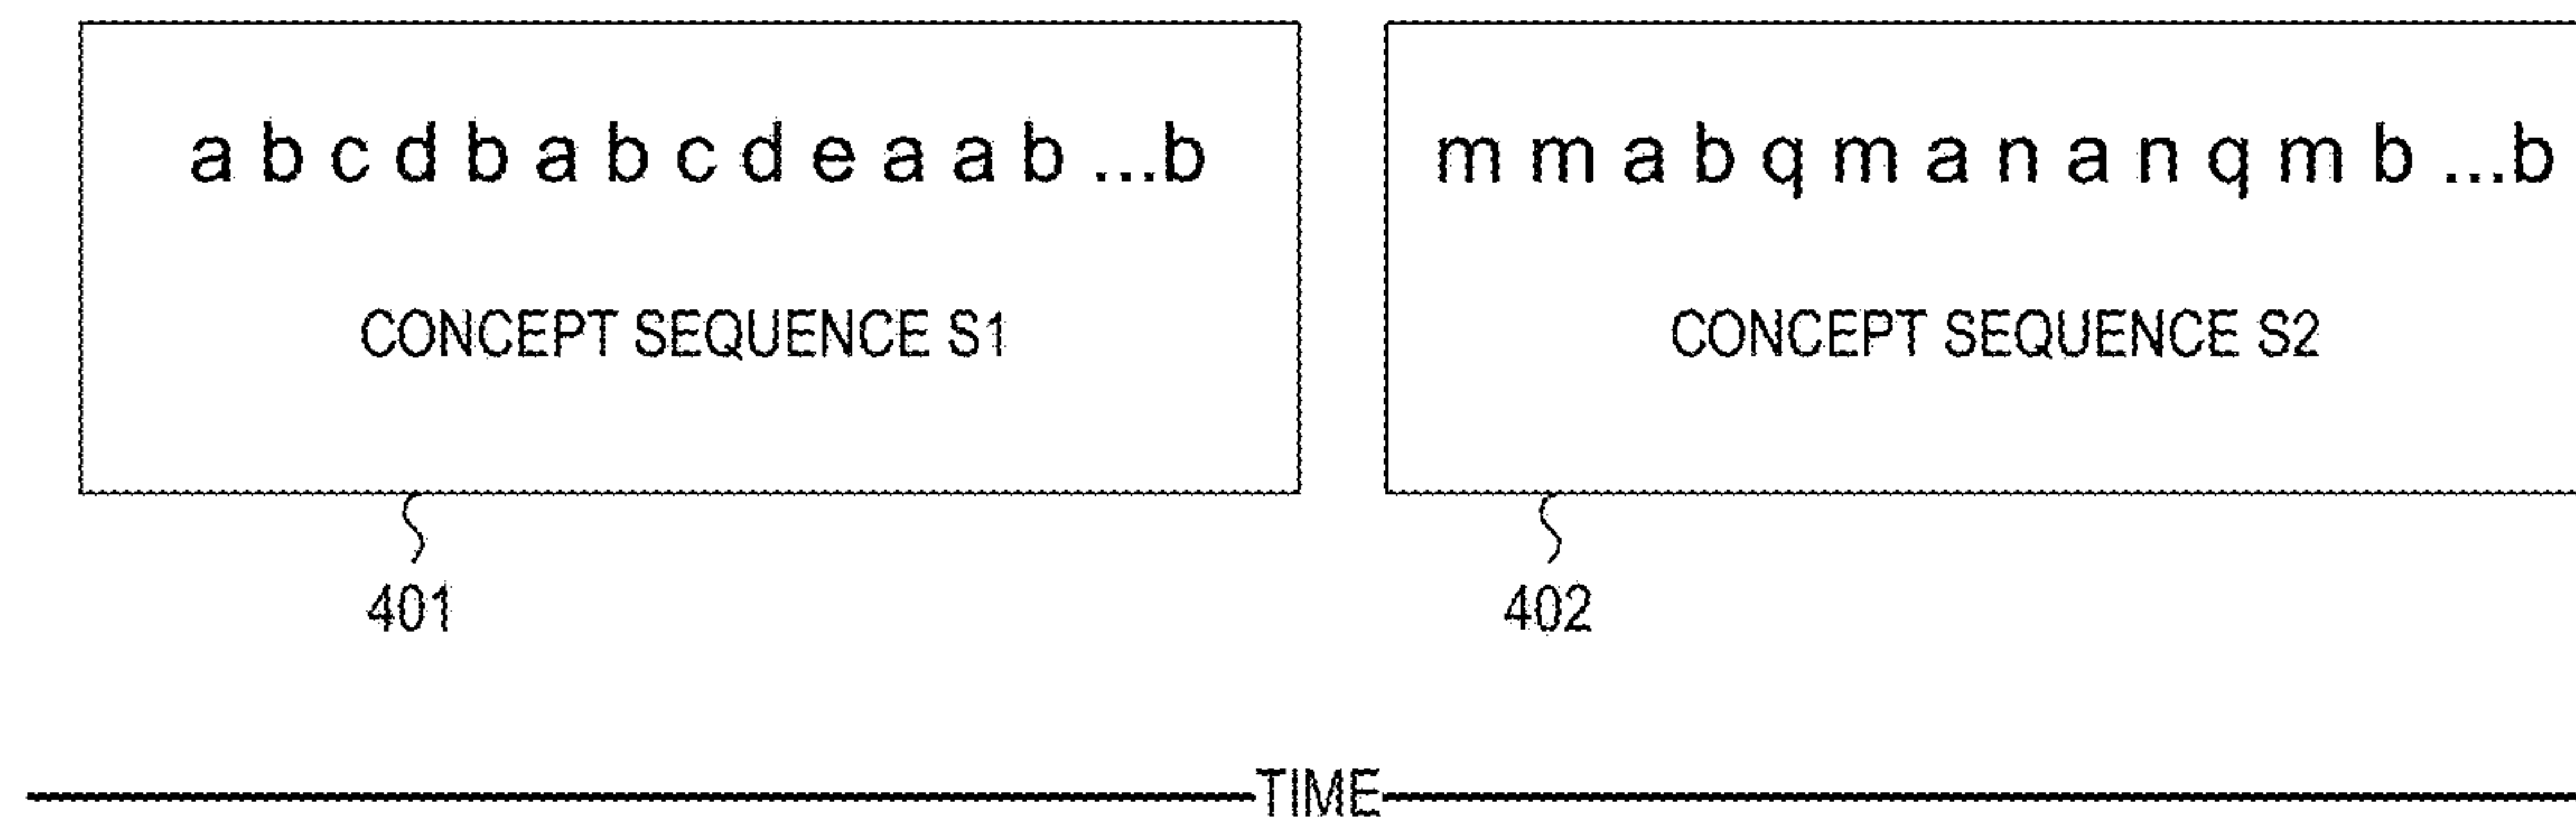 a b c d b a b c d e a a b ...b
CONCEPT SEQUENCE S1
401
m m a b q m a n a n q m b ...b
CONCEPT SEQUENCE S2
402
TIME